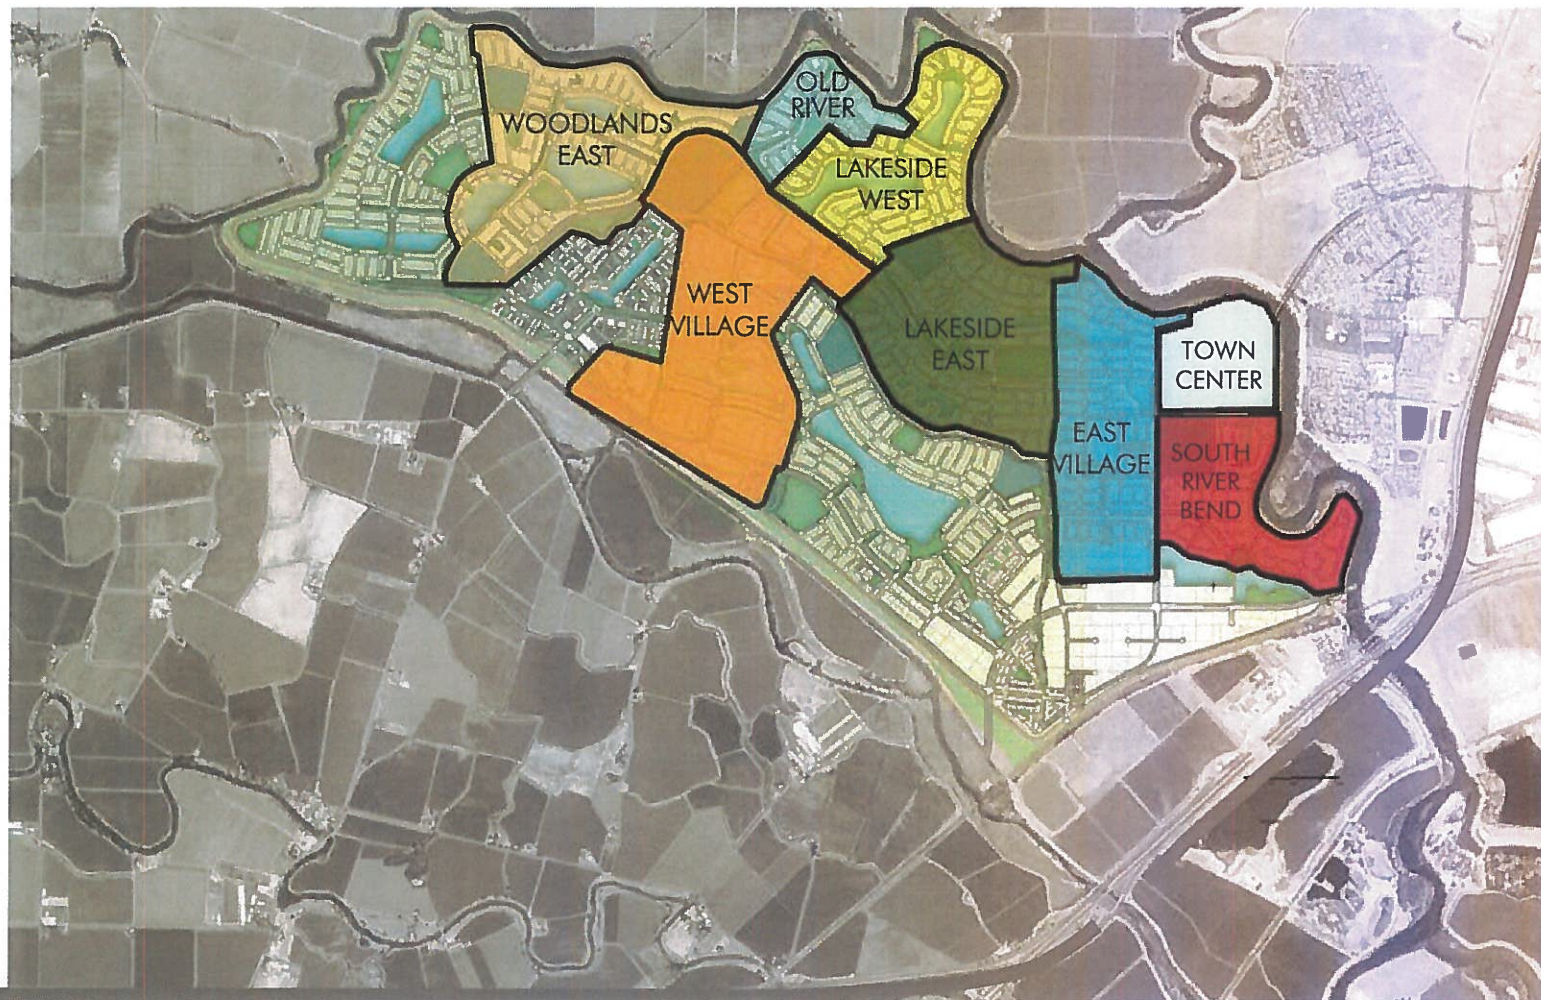 WOODLANDS
EAST
OLD
RIVER
LAKESIDE
WEST
WEST
VILLAGE
LAKESIDE
EAST
EAST
VILLAGE
TOWN
CENTER
SOUTH
RIVER
BEND